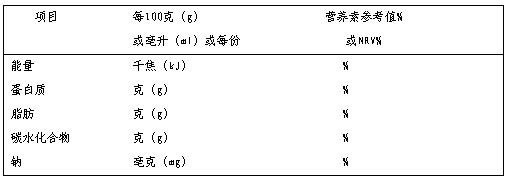 项目 每100克（g） 营养素参考值%
或毫升（ml）或每份 或NRV%
能量 千焦（kJ） %
蛋白质 克（g） %
脂肪 克（g） %
碳水化合物 克（g） %
钠 毫克（mg） %